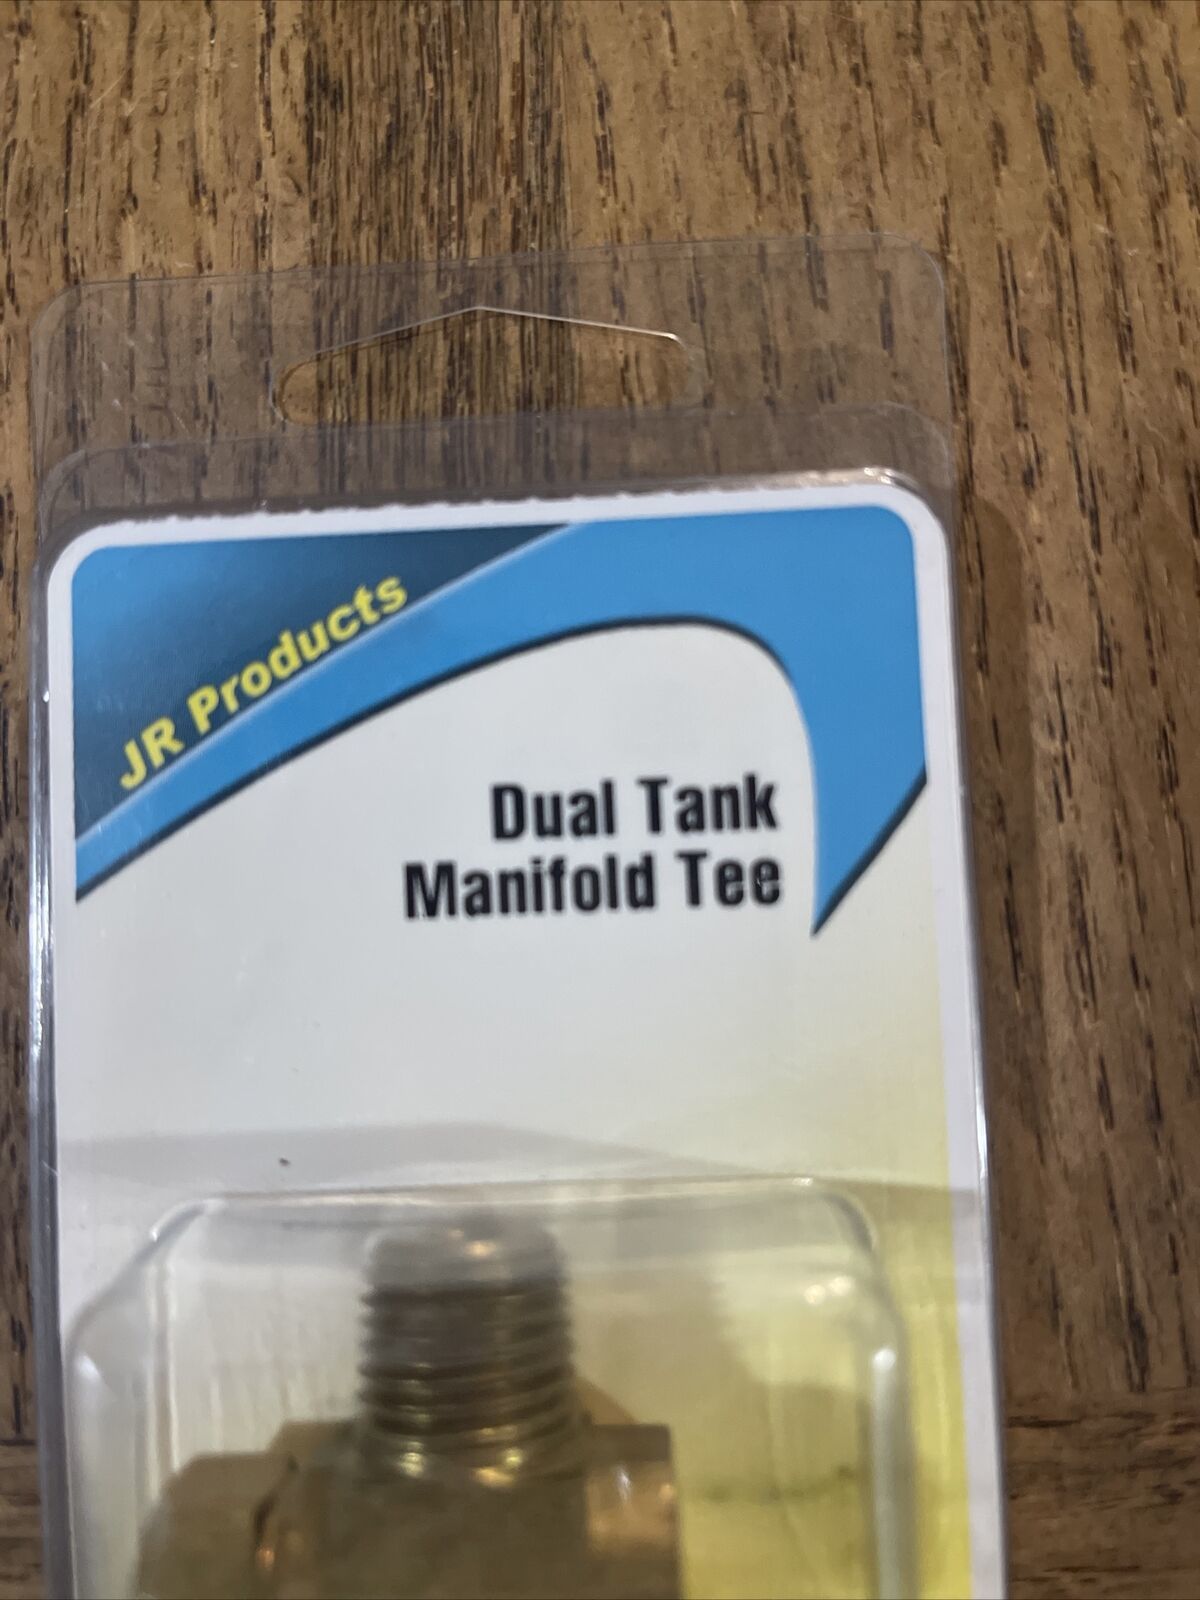 JR Products
Dual Tank
Manifold Tee